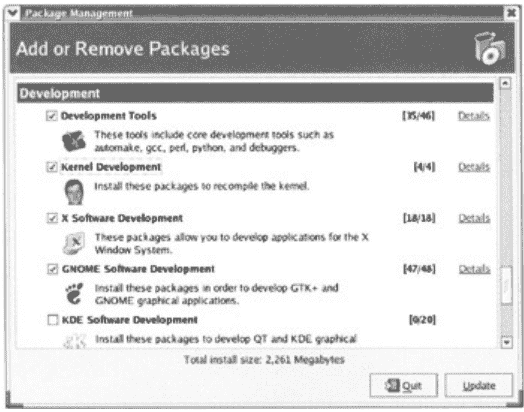 Package Management
Add or Remove Packages
Development
Development Tools [35/46] Details
These tools include core development tools such as
automake, gcc, perl, python, and debuggers.
Kernel Development [4/4] Details
Install these packages to recompile the kernel.
X Software Development [18/18] Details
These packages allow you to develop applications for the X
Window System.
GNOME Software Development [47/48] Details
Install these packages in order to develop GTK+ and
GNOME graphical applications.
KDE Software Development [0/20]
Install these packages to develop QT and KDE graphical
Total install size: 2,261 Megabytes
Quit Update